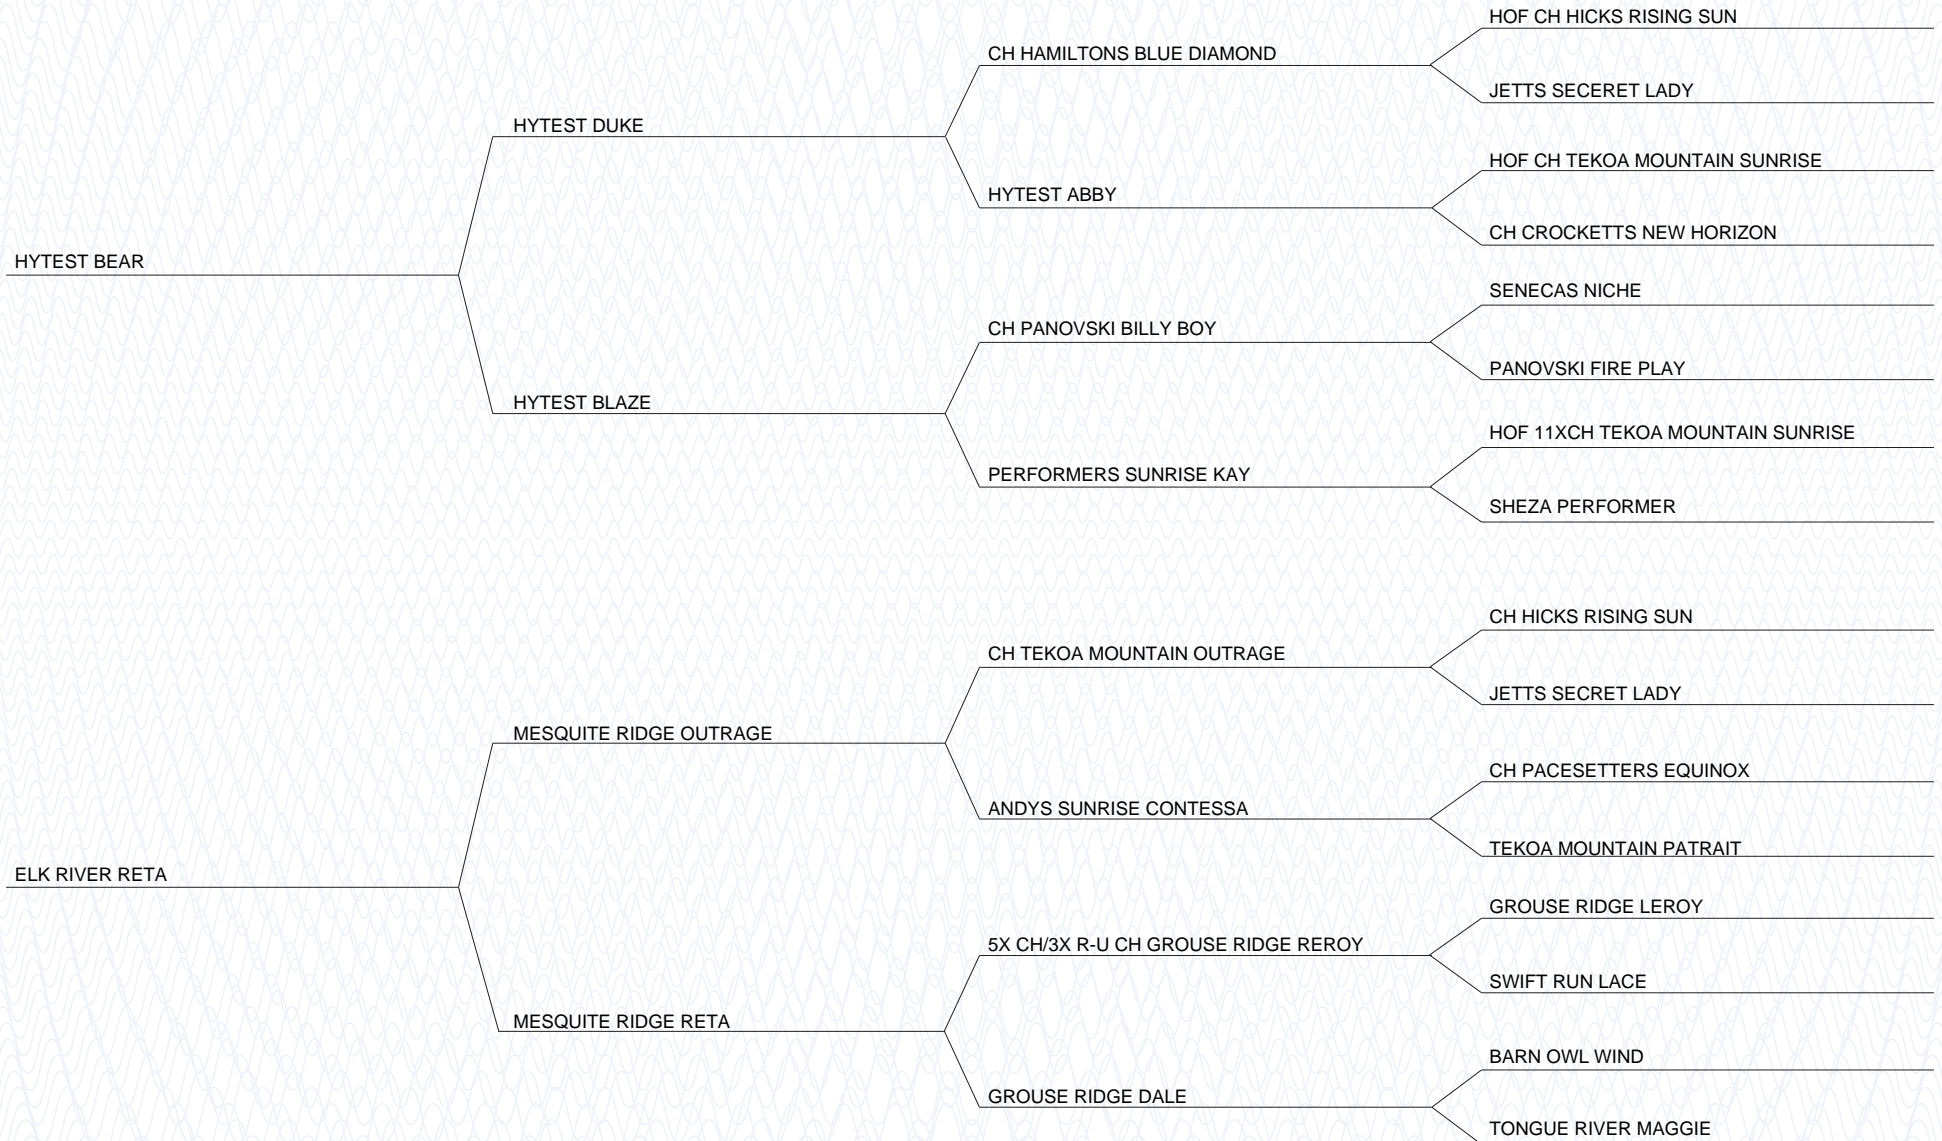 HOF CH HICKS RISING SUN
CH HAMILTONS BLUE DIAMOND
JETTS SECERET LADY
HYTEST DUKE
HOF CH TEKOA MOUNTAIN SUNRISE
HYTEST ABBY
CH CROCKETTS NEW HORIZON
HYTEST BEAR
SENECAS NICHE
CH PANOVSKI BILLY BOY
PANOVSKI FIRE PLAY
HYTEST BLAZE
HOF 11XCH TEKOA MOUNTAIN SUNRISE
PERFORMERS SUNRISE KAY
SHEZA PERFORMER
CH HICKS RISING SUN
CH TEKOA MOUNTAIN OUTRAGE
JETTS SECRET LADY
MESQUITE RIDGE OUTRAGE
CH PACESETTERS EQUINOX
ANDYS SUNRISE CONTESSA
TEKOA MOUNTAIN PATRAIT
ELK RIVER RETA
GROUSE RIDGE LEROY
5X CH/3X R-U CH GROUSE RIDGE REROY
SWIFT RUN LACE
MESQUITE RIDGE RETA
BARN OWL WIND
GROUSE RIDGE DALE
TONGUE RIVER MAGGIE